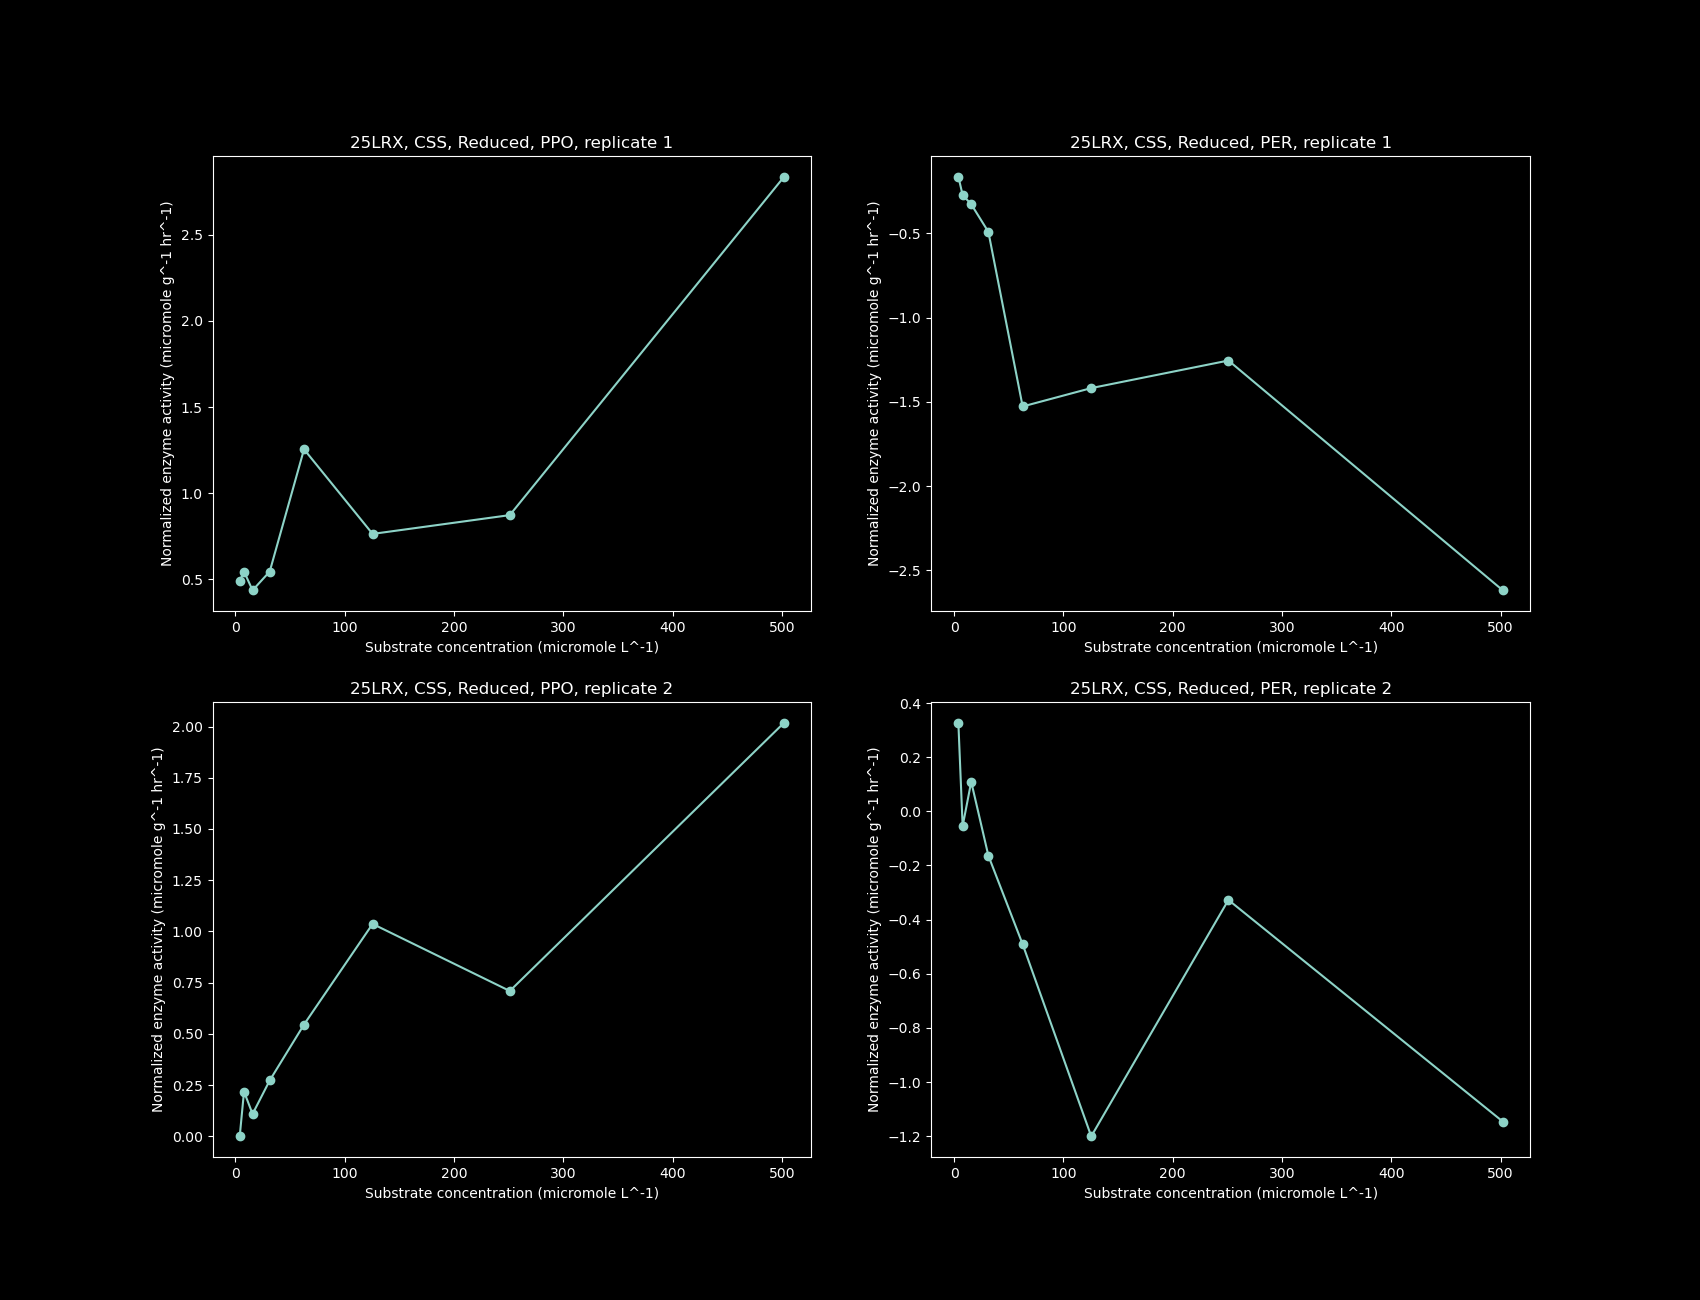 25LRX, CSS, Reduced, PPO, replicate 1
Normalized enzyme activity (micromole g^-1 hr^-1)
2.5
2.0
1.5
1.0
0.5
0 100 200 300 400 500
Substrate concentration (micromole L^-1)
25LRX, CSS, Reduced, PER, replicate 1
Normalized enzyme activity (micromole g^-1 hr^-1)
−0.5
−1.0
−1.5
−2.0
−2.5
0 100 200 300 400 500
Substrate concentration (micromole L^-1)
25LRX, CSS, Reduced, PPO, replicate 2
Normalized enzyme activity (micromole g^-1 hr^-1)
2.00
1.75
1.50
1.25
1.00
0.75
0.50
0.25
0.00
0 100 200 300 400 500
Substrate concentration (micromole L^-1)
25LRX, CSS, Reduced, PER, replicate 2
Normalized enzyme activity (micromole g^-1 hr^-1)
0.4
0.2
0.0
−0.2
−0.4
−0.6
−0.8
−1.0
−1.2
0 100 200 300 400 500
Substrate concentration (micromole L^-1)